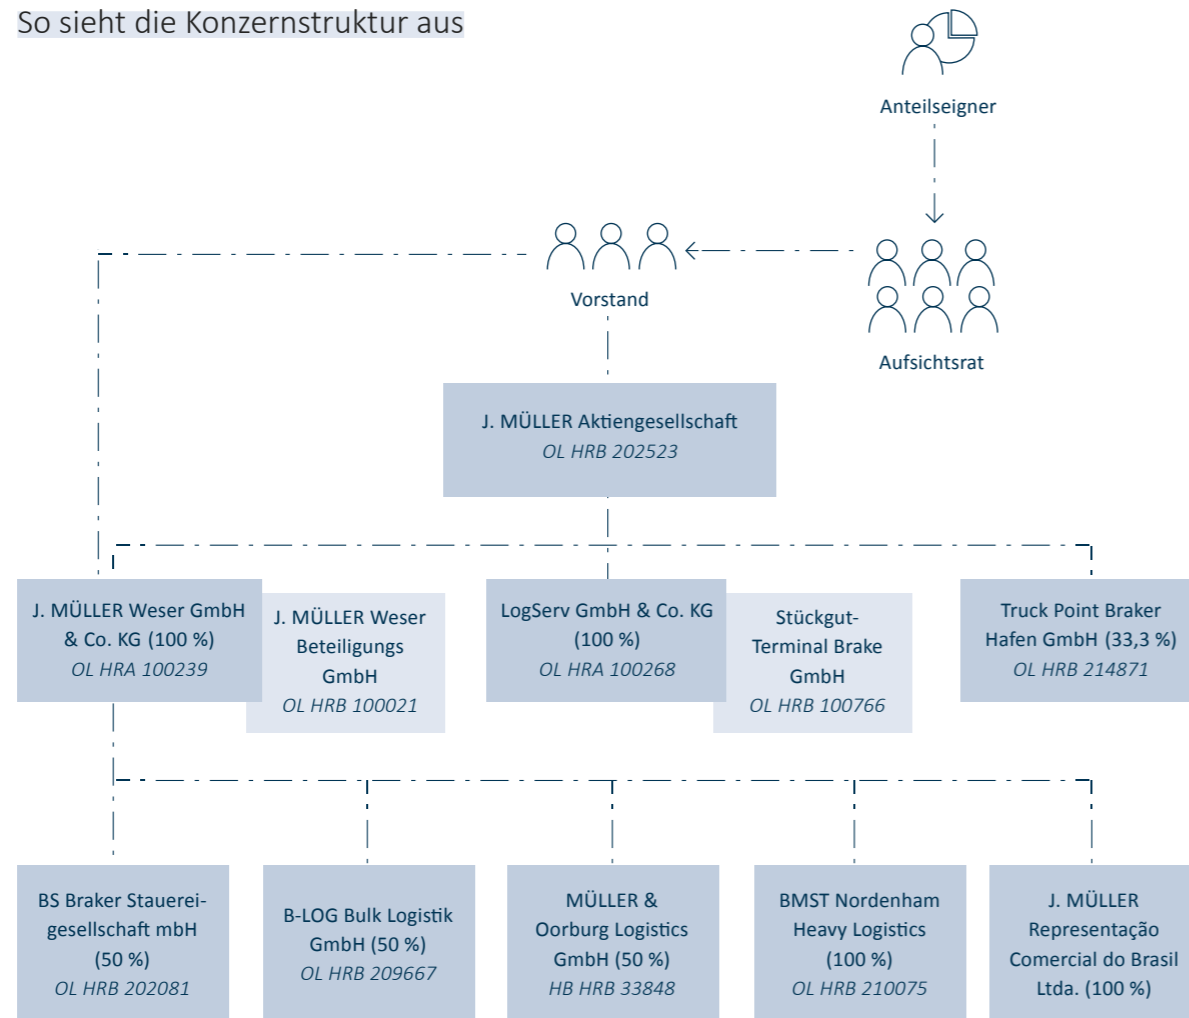 So sieht die Konzernstruktur aus
Anteilseigner
Vorstand
Aufsichtsrat
J. MÜLLER Aktiengesellschaft
OL HRB 202523
J. MÜLLER Weser GmbH
& Co. KG (100 %)
OL HRA 100239
J. MÜLLER Weser
Beteiligungs
GmbH
OL HRB 100021
LogServ GmbH & Co. KG
(100 %)
OL HRA 100268
Stückgut-
Terminal Brake
GmbH
OL HRB 100766
Truck Point Braker
Hafen GmbH (33,3 %)
OL HRB 214871
BS Braker Stauerei-
gesellschaft mbH
(50 %)
OL HRB 202081
B-LOG Bulk Logistik
GmbH (50 %)
OL HRB 209667
MÜLLER &
Oorburg Logistics
GmbH (50 %)
HB HRB 33848
BMST Nordenham
Heavy Logistics
(100 %)
OL HRB 210075
J. MÜLLER
Representação
Comercial do Brasil
Ltda. (100 %)